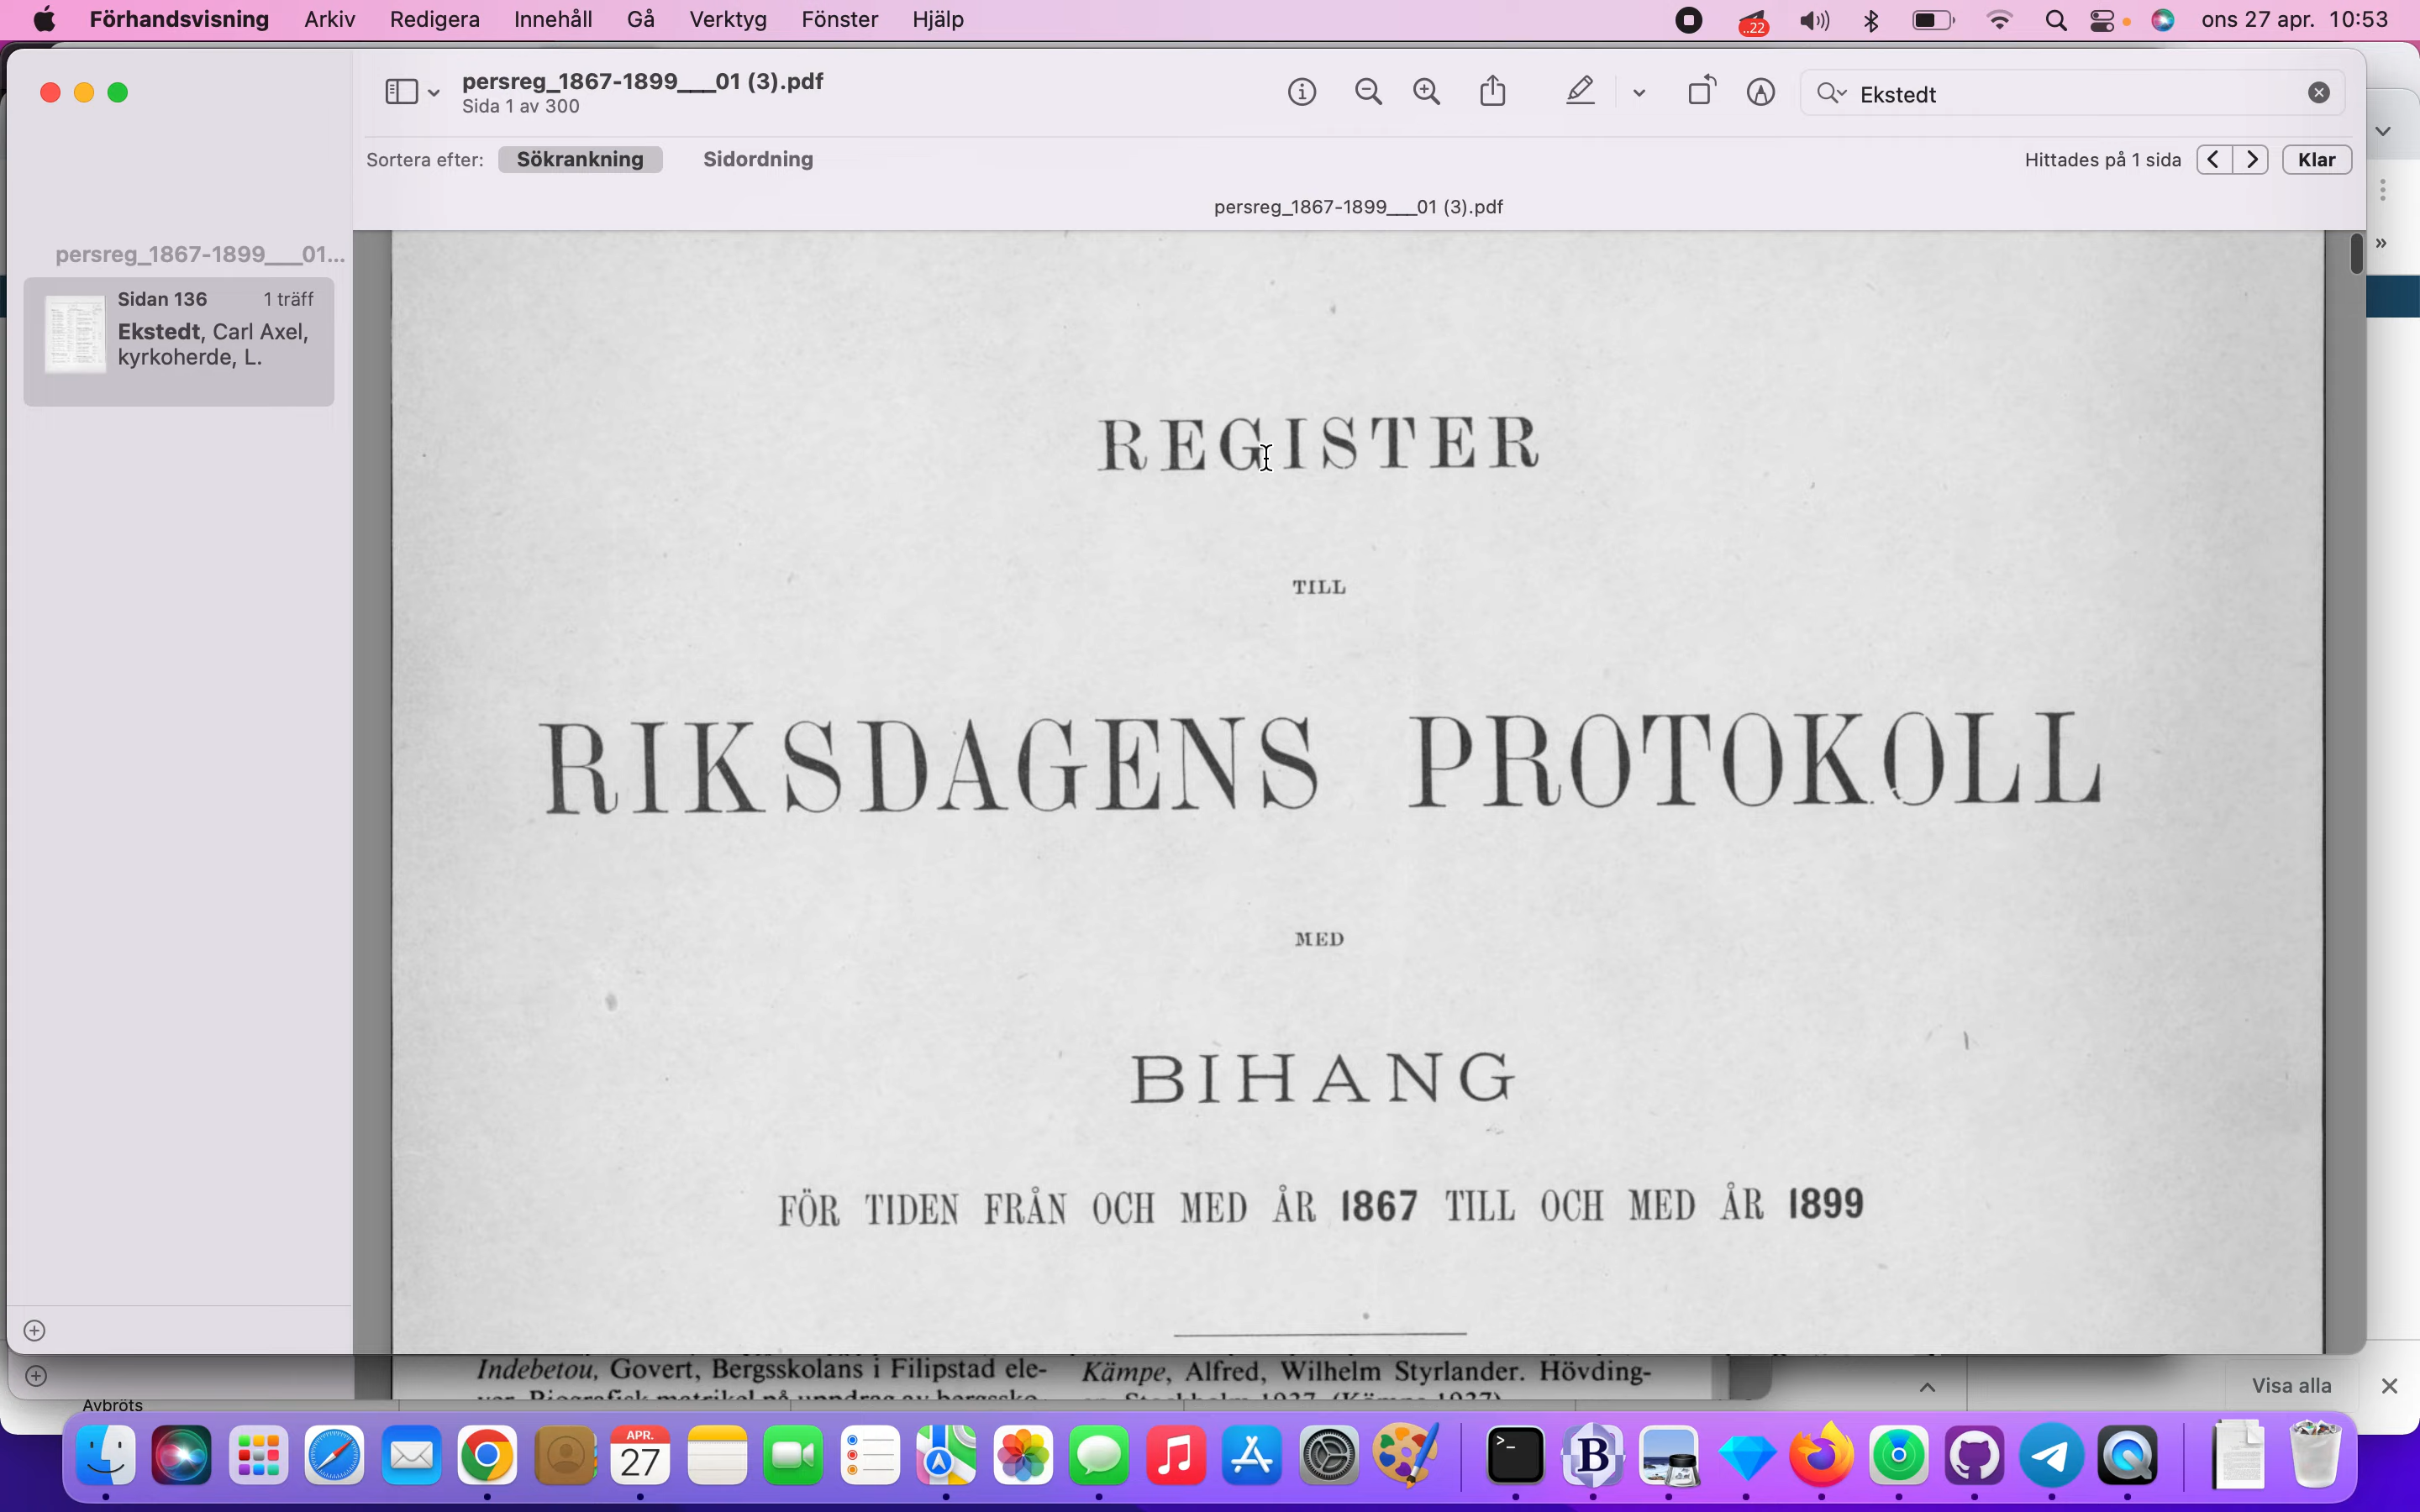 Förhandsvisning Arkiv Redigera Innehåll Gå Verktyg Fönster Hjälp
..22
ons 27 apr. 10:53
persreg_1867-1899___01 (3).pdf
Sida 1 av 300
Ekstedt
Sortera efter: Sökrankning Sidordning
Hittades på 1 sida
Klar
persreg_1867-1899___01 (3).pdf
persreg_1867-1899___01...
Sidan 136 1 träff
Ekstedt, Carl Axel,
kyrkoherde, L.
REGISTER
TILL
RIKSDAGENS PROTOKOLL
MED
BIHANG
FÖR TIDEN FRÅN OCH MED ÅR 1867 TILL OCH MED ÅR 1899
Indebetou, Govert, Bergsskolans i Filipstad ele-
Kämpe, Alfred, Wilhelm Styrlander. Hövding-
Avbröts
Visa alla
APR.
27